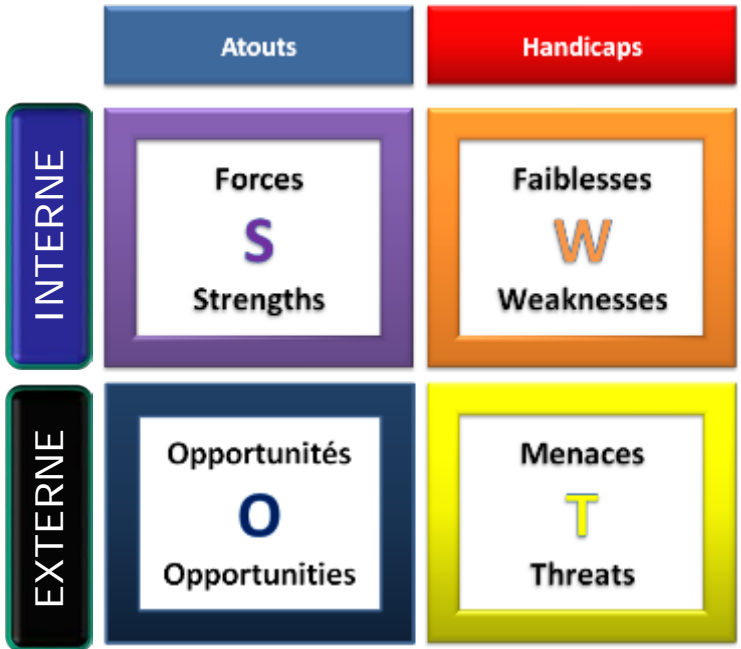 Atouts
Handicaps
INTERNE
Forces
S
Strengths
Faiblesses
W
Weaknesses
EXTERNE
Opportunités
O
Opportunities
Menaces
T
Threats